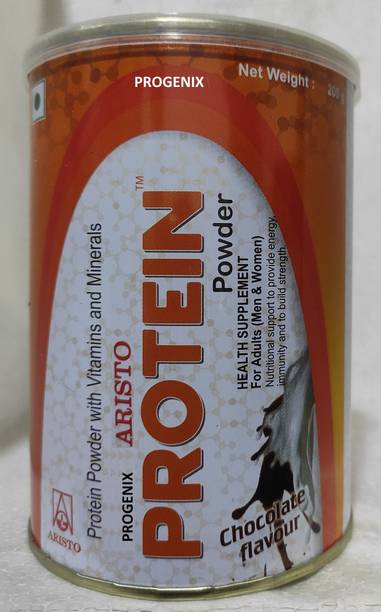 PROGENIX
Net Weight : 200 g
Protein Powder with Vitamins and Minerals
PROGENIX ARISTO
PROTEIN™
Powder
HEALTH SUPPLEMENT
For Adults (Men & Women)
Nutritional support to provide energy,
immunity and to build strength.
Chocolate
flavour
ARISTO